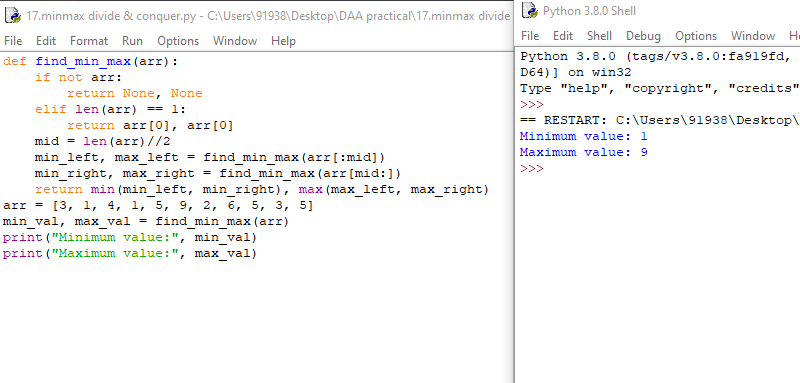 17.minmax divide & conquer.py - C:\Users\91938\Desktop\DAA practical\17.minmax divide
File Edit Format Run Options Window Help
def find_min_max(arr):
    if not arr:
        return None, None
    elif len(arr) == 1:
        return arr[0], arr[0]
    mid = len(arr)//2
    min_left, max_left = find_min_max(arr[:mid])
    min_right, max_right = find_min_max(arr[mid:])
    return min(min_left, min_right), max(max_left, max_right)
arr = [3, 1, 4, 1, 5, 9, 2, 6, 5, 3, 5]
min_val, max_val = find_min_max(arr)
print("Minimum value:", min_val)
print("Maximum value:", max_val)
Python 3.8.0 Shell
File Edit Shell Debug Options Window He
Python 3.8.0 (tags/v3.8.0:fa919fd,
D64)] on win32
Type "help", "copyright", "credits"
>>>
== RESTART: C:\Users\91938\Desktop\
Minimum value: 1
Maximum value: 9
>>>